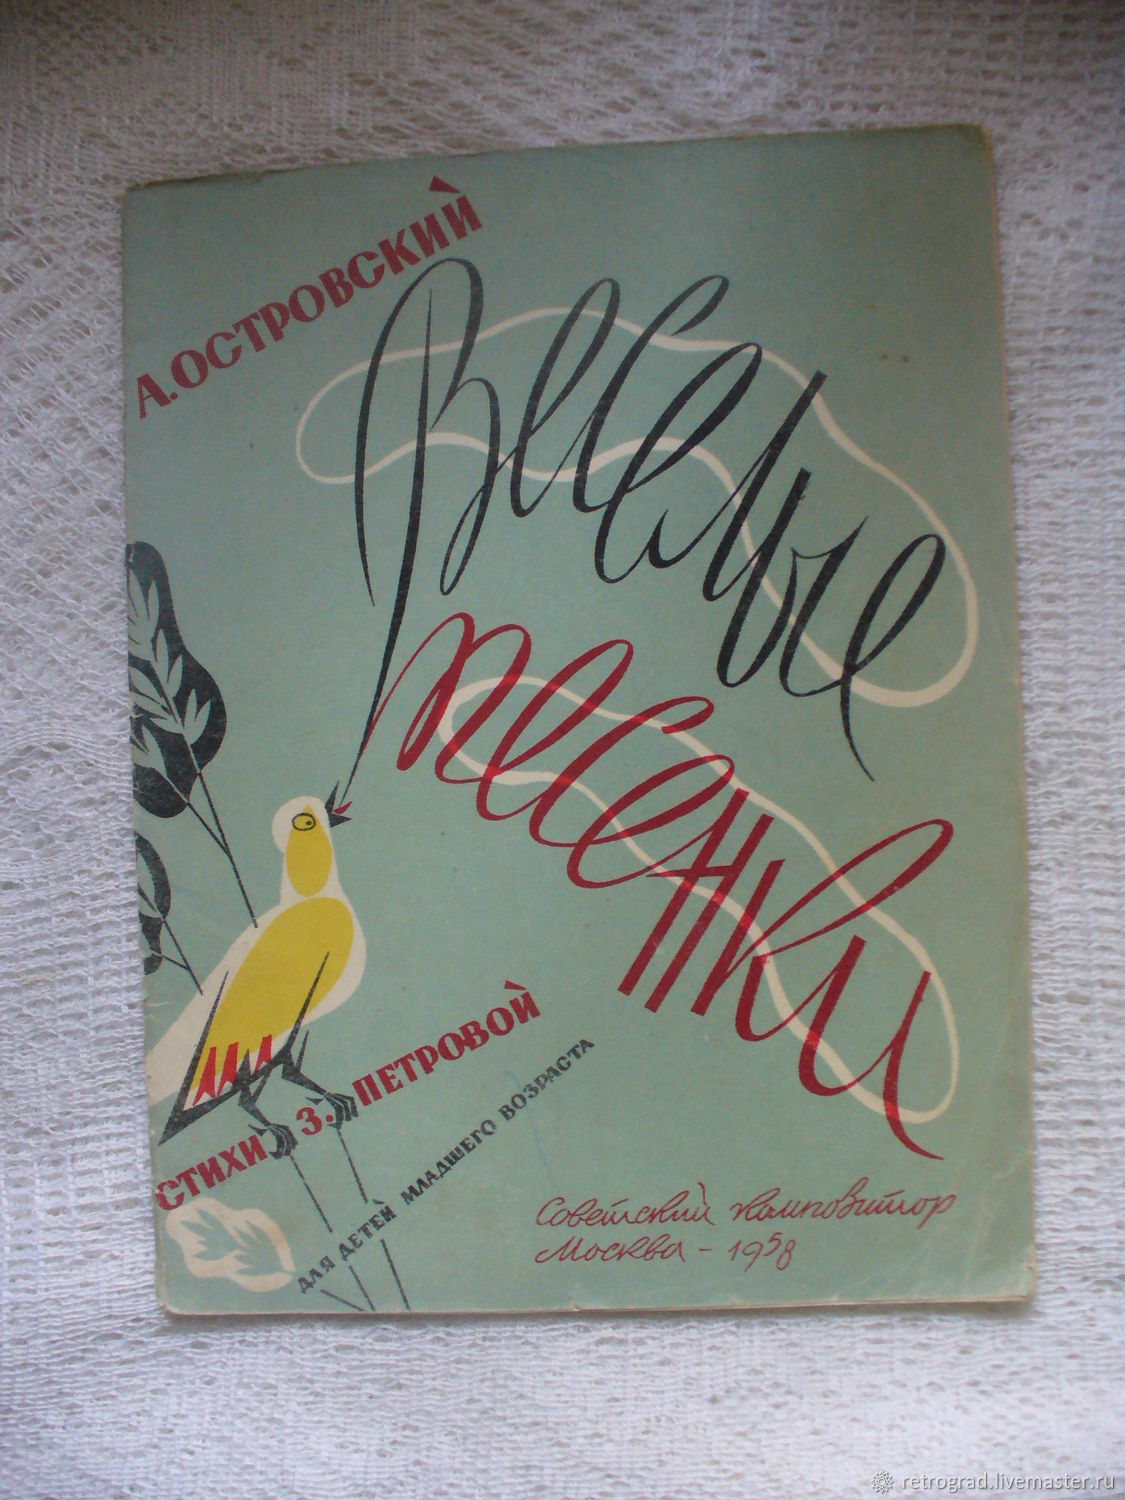 А. ОСТРОВСКИЙ
Веселые
песенки
СТИХИ З. ПЕТРОВОЙ
ДЛЯ ДЕТЕЙ МЛАДШЕГО ВОЗРАСТА
Советский композитор
Москва – 1958
retrograd.livemaster.ru